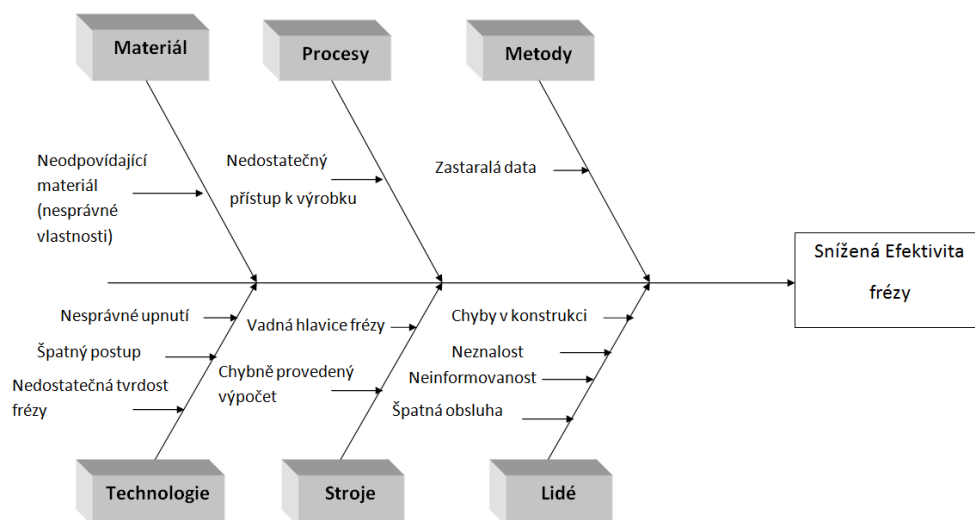 Materiál
Procesy
Metody
Neodpovídající
materiál
(nesprávné
vlastnosti)
Nedostatečný
přístup k výrobku
Zastaralá data
Snížená Efektivita
frézy
Nesprávné upnutí
Špatný postup
Nedostatečná tvrdost
frézy
Vadná hlavice frézy
Chybně provedený
výpočet
Chyby v konstrukci
Neznalost
Neinformovanost
Špatná obsluha
Technologie
Stroje
Lidé